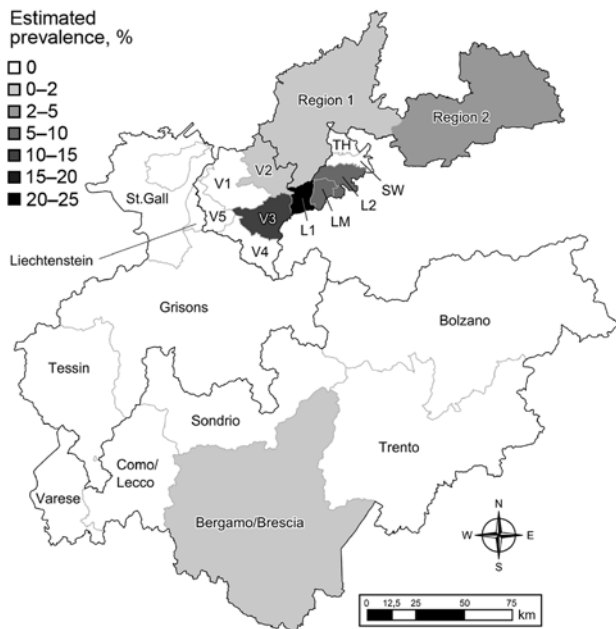 Estimated
prevalence, %
0
0–2
2–5
5–10
10–15
15–20
20–25
Region 1
Region 2
TH
SW
V2
V1
St.Gall
V5
V3
L1
LM
L2
V4
Liechtenstein
Grisons
Bolzano
Tessin
Sondrio
Trento
Como/
Lecco
Varese
Bergamo/Brescia
N
W
E
S
0 12,5 25 50 75
km